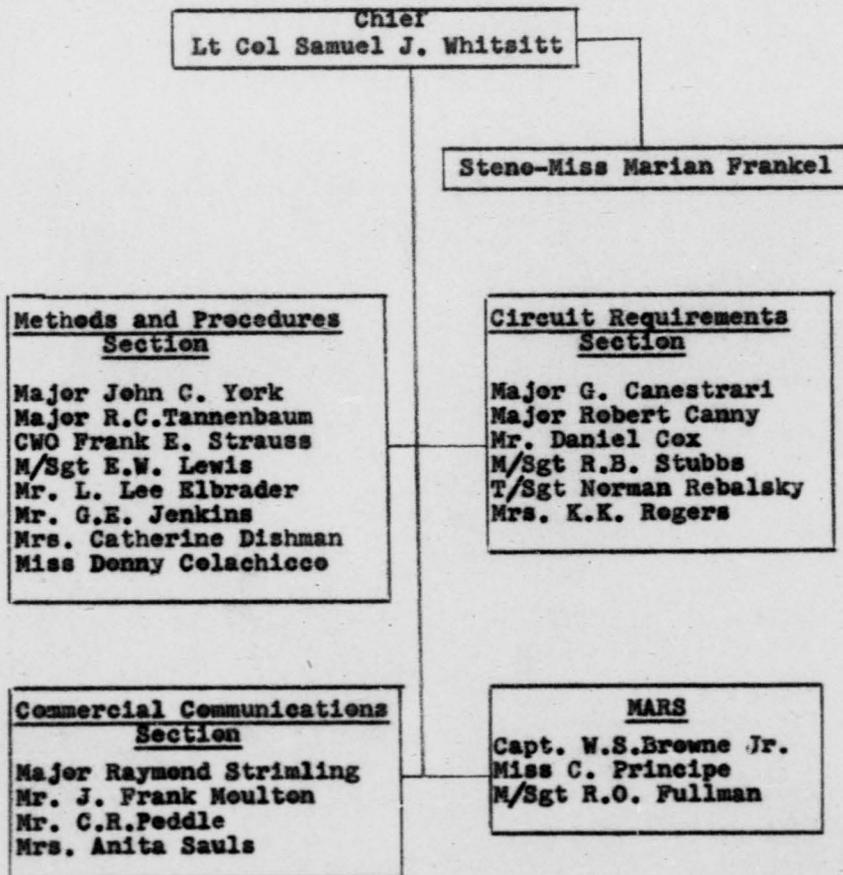 Chief
Lt Col Samuel J. Whitsitt
Steno-Miss Marian Frankel
Methods and Procedures
Section
Major John C. York
Major R.C.Tannenbaum
CWO Frank E. Strauss
M/Sgt E.W. Lewis
Mr. L. Lee Elbrader
Mr. G.E. Jenkins
Mrs. Catherine Dishman
Miss Donny Colachicco
Circuit Requirements
Section
Major G. Canestrari
Major Robert Canny
Mr. Daniel Cox
M/Sgt R.B. Stubbs
T/Sgt Norman Rebalsky
Mrs. K.K. Rogers
Commercial Communications
Section
Major Raymond Strimling
Mr. J. Frank Moulton
Mr. C.R.Peddle
Mrs. Anita Sauls
MARS
Capt. W.S.Browne Jr.
Miss C. Principe
M/Sgt R.O. Fullman